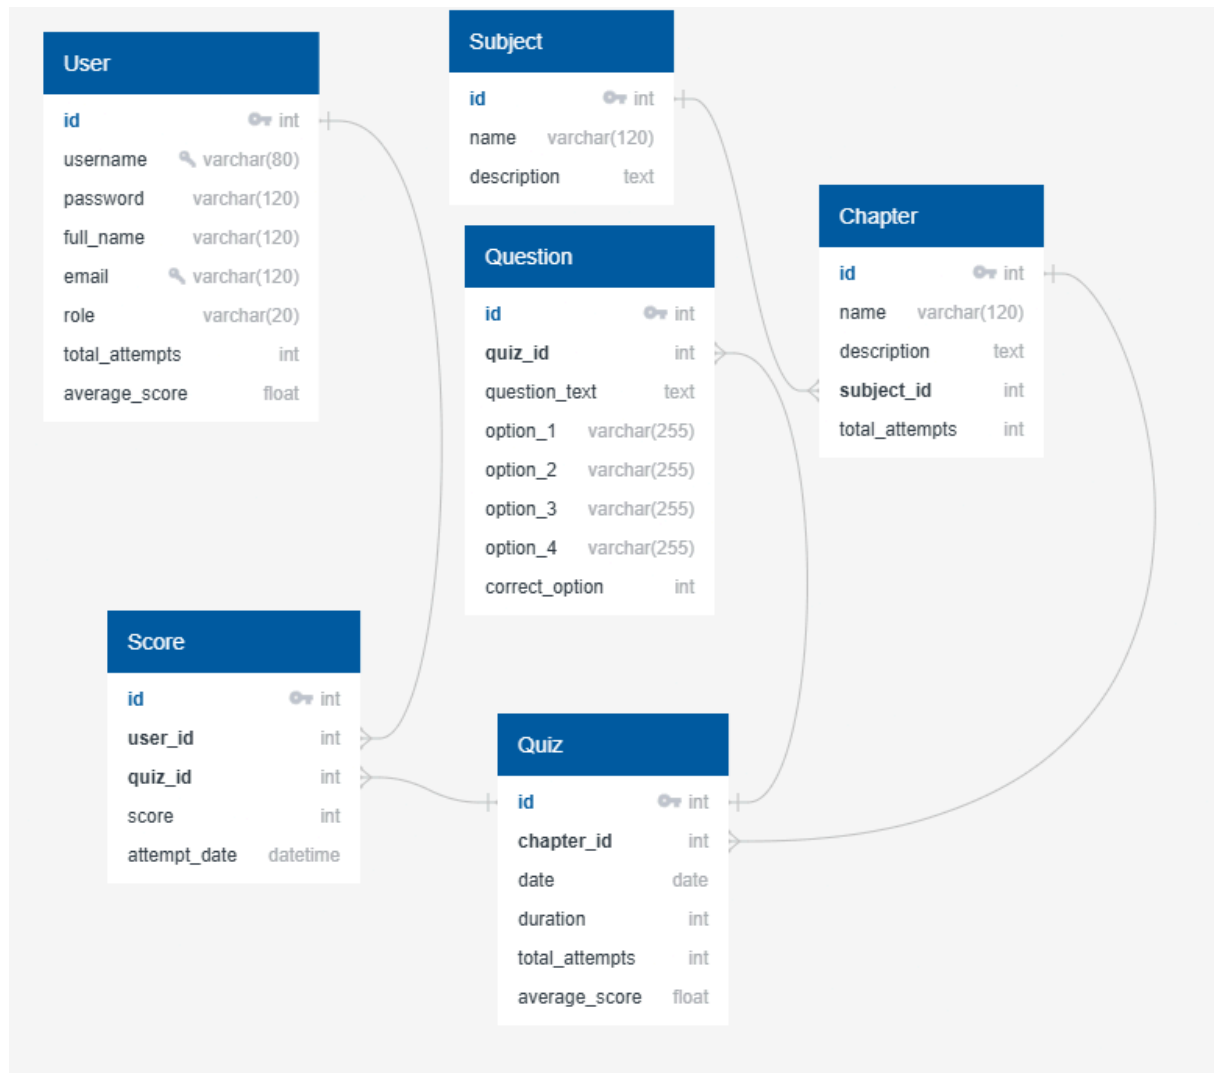 User
id int
username varchar(80)
password varchar(120)
full_name varchar(120)
email varchar(120)
role varchar(20)
total_attempts int
average_score float
Subject
id int
name varchar(120)
description text
Question
id int
quiz_id int
question_text text
option_1 varchar(255)
option_2 varchar(255)
option_3 varchar(255)
option_4 varchar(255)
correct_option int
Chapter
id int
name varchar(120)
description text
subject_id int
total_attempts int
Score
id int
user_id int
quiz_id int
score int
attempt_date datetime
Quiz
id int
chapter_id int
date date
duration int
total_attempts int
average_score float